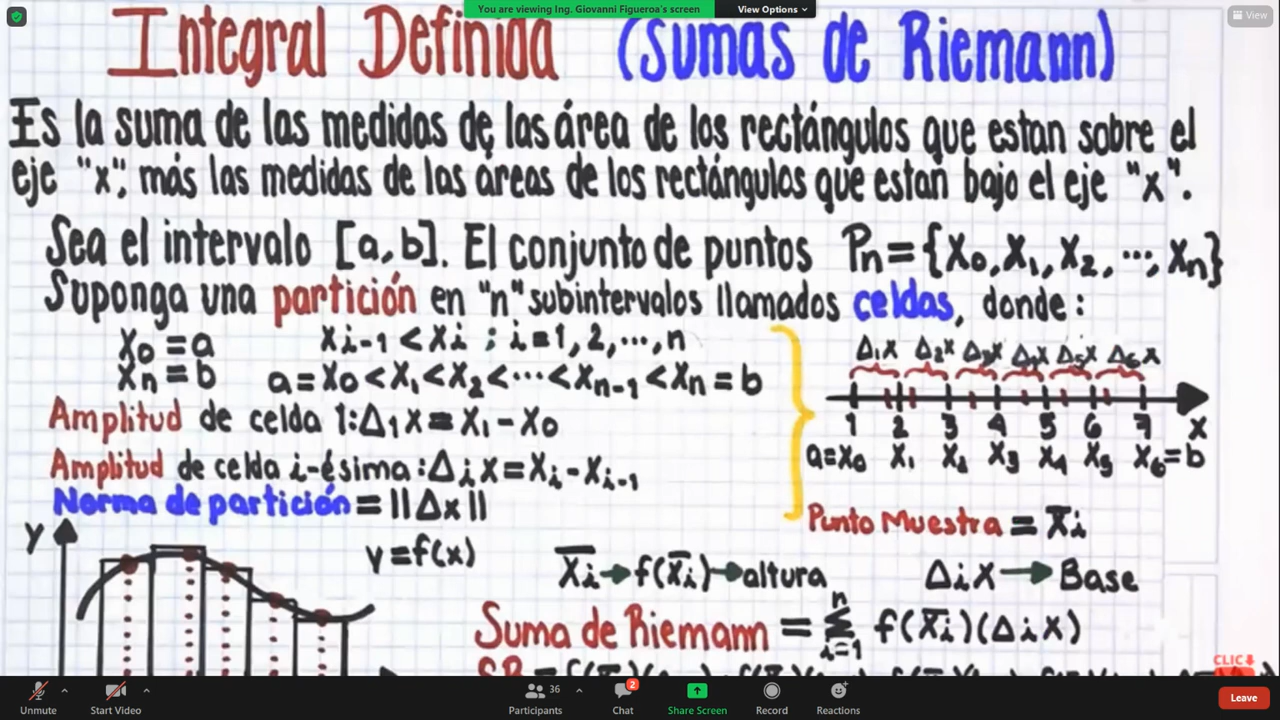 You are viewing Ing. Giovanni Figueroa's screen
View Options
View
Integral Definida (Sumas de Riemann)
Es la suma de las medidas de las área de los rectángulos que estan sobre el
eje "x", más las medidas de las áreas de los rectángulos que estan bajo el eje "x".
Sea el intervalo [a,b]. El conjunto de puntos Pn={X0,X1,X2,...,Xn}
Suponga una partición en "n" subintervalos llamados celdas, donde:
X0=a Xi-1<Xi ; i=1,2,...,n
Xn=b a=X0<X1<X2<...<Xn-1<Xn=b
Δ1X Δ2X Δ3X Δ4X Δ5X Δ6X
1 2 3 4 5 6 7 X
a=X0 X1 X2 X3 X4 X5 X6=b
Amplitud de celda 1:Δ1X=X1-X0
Amplitud de celda i-ésima:ΔiX=Xi-Xi-1
Norma de partición=||Δx||
Punto Muestra = X̅i
y y=f(x)
X̅i→f(X̅i)→altura ΔiX→Base
Suma de Riemann = n Σ i=1 f(X̅i)(ΔiX)
CLIC
Unmute
Start Video
36
Participants
2
Chat
Share Screen
Record
Reactions
Leave